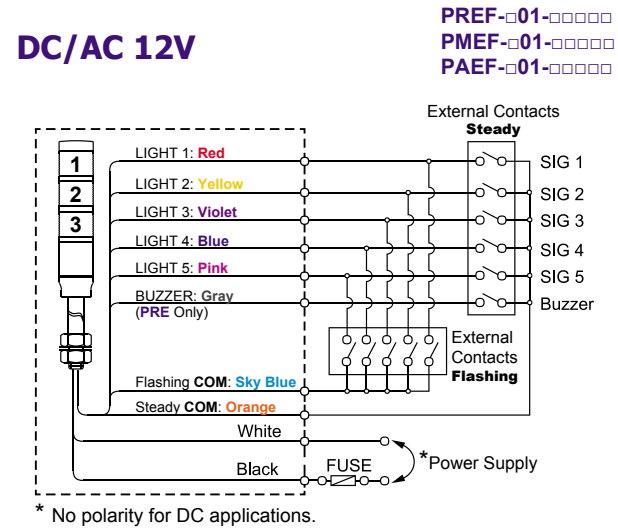 DC/AC 12V
PREF-□01-□□□□□
PMEF-□01-□□□□□
PAEF-□01-□□□□□
External Contacts
Steady
1
2
3
LIGHT 1: Red
SIG 1
LIGHT 2: Yellow
SIG 2
LIGHT 3: Violet
SIG 3
LIGHT 4: Blue
SIG 4
LIGHT 5: Pink
SIG 5
BUZZER: Gray
(PRE Only)
Buzzer
External
Contacts
Flashing
Flashing COM: Sky Blue
Steady COM: Orange
White
Black
FUSE
*Power Supply
* No polarity for DC applications.